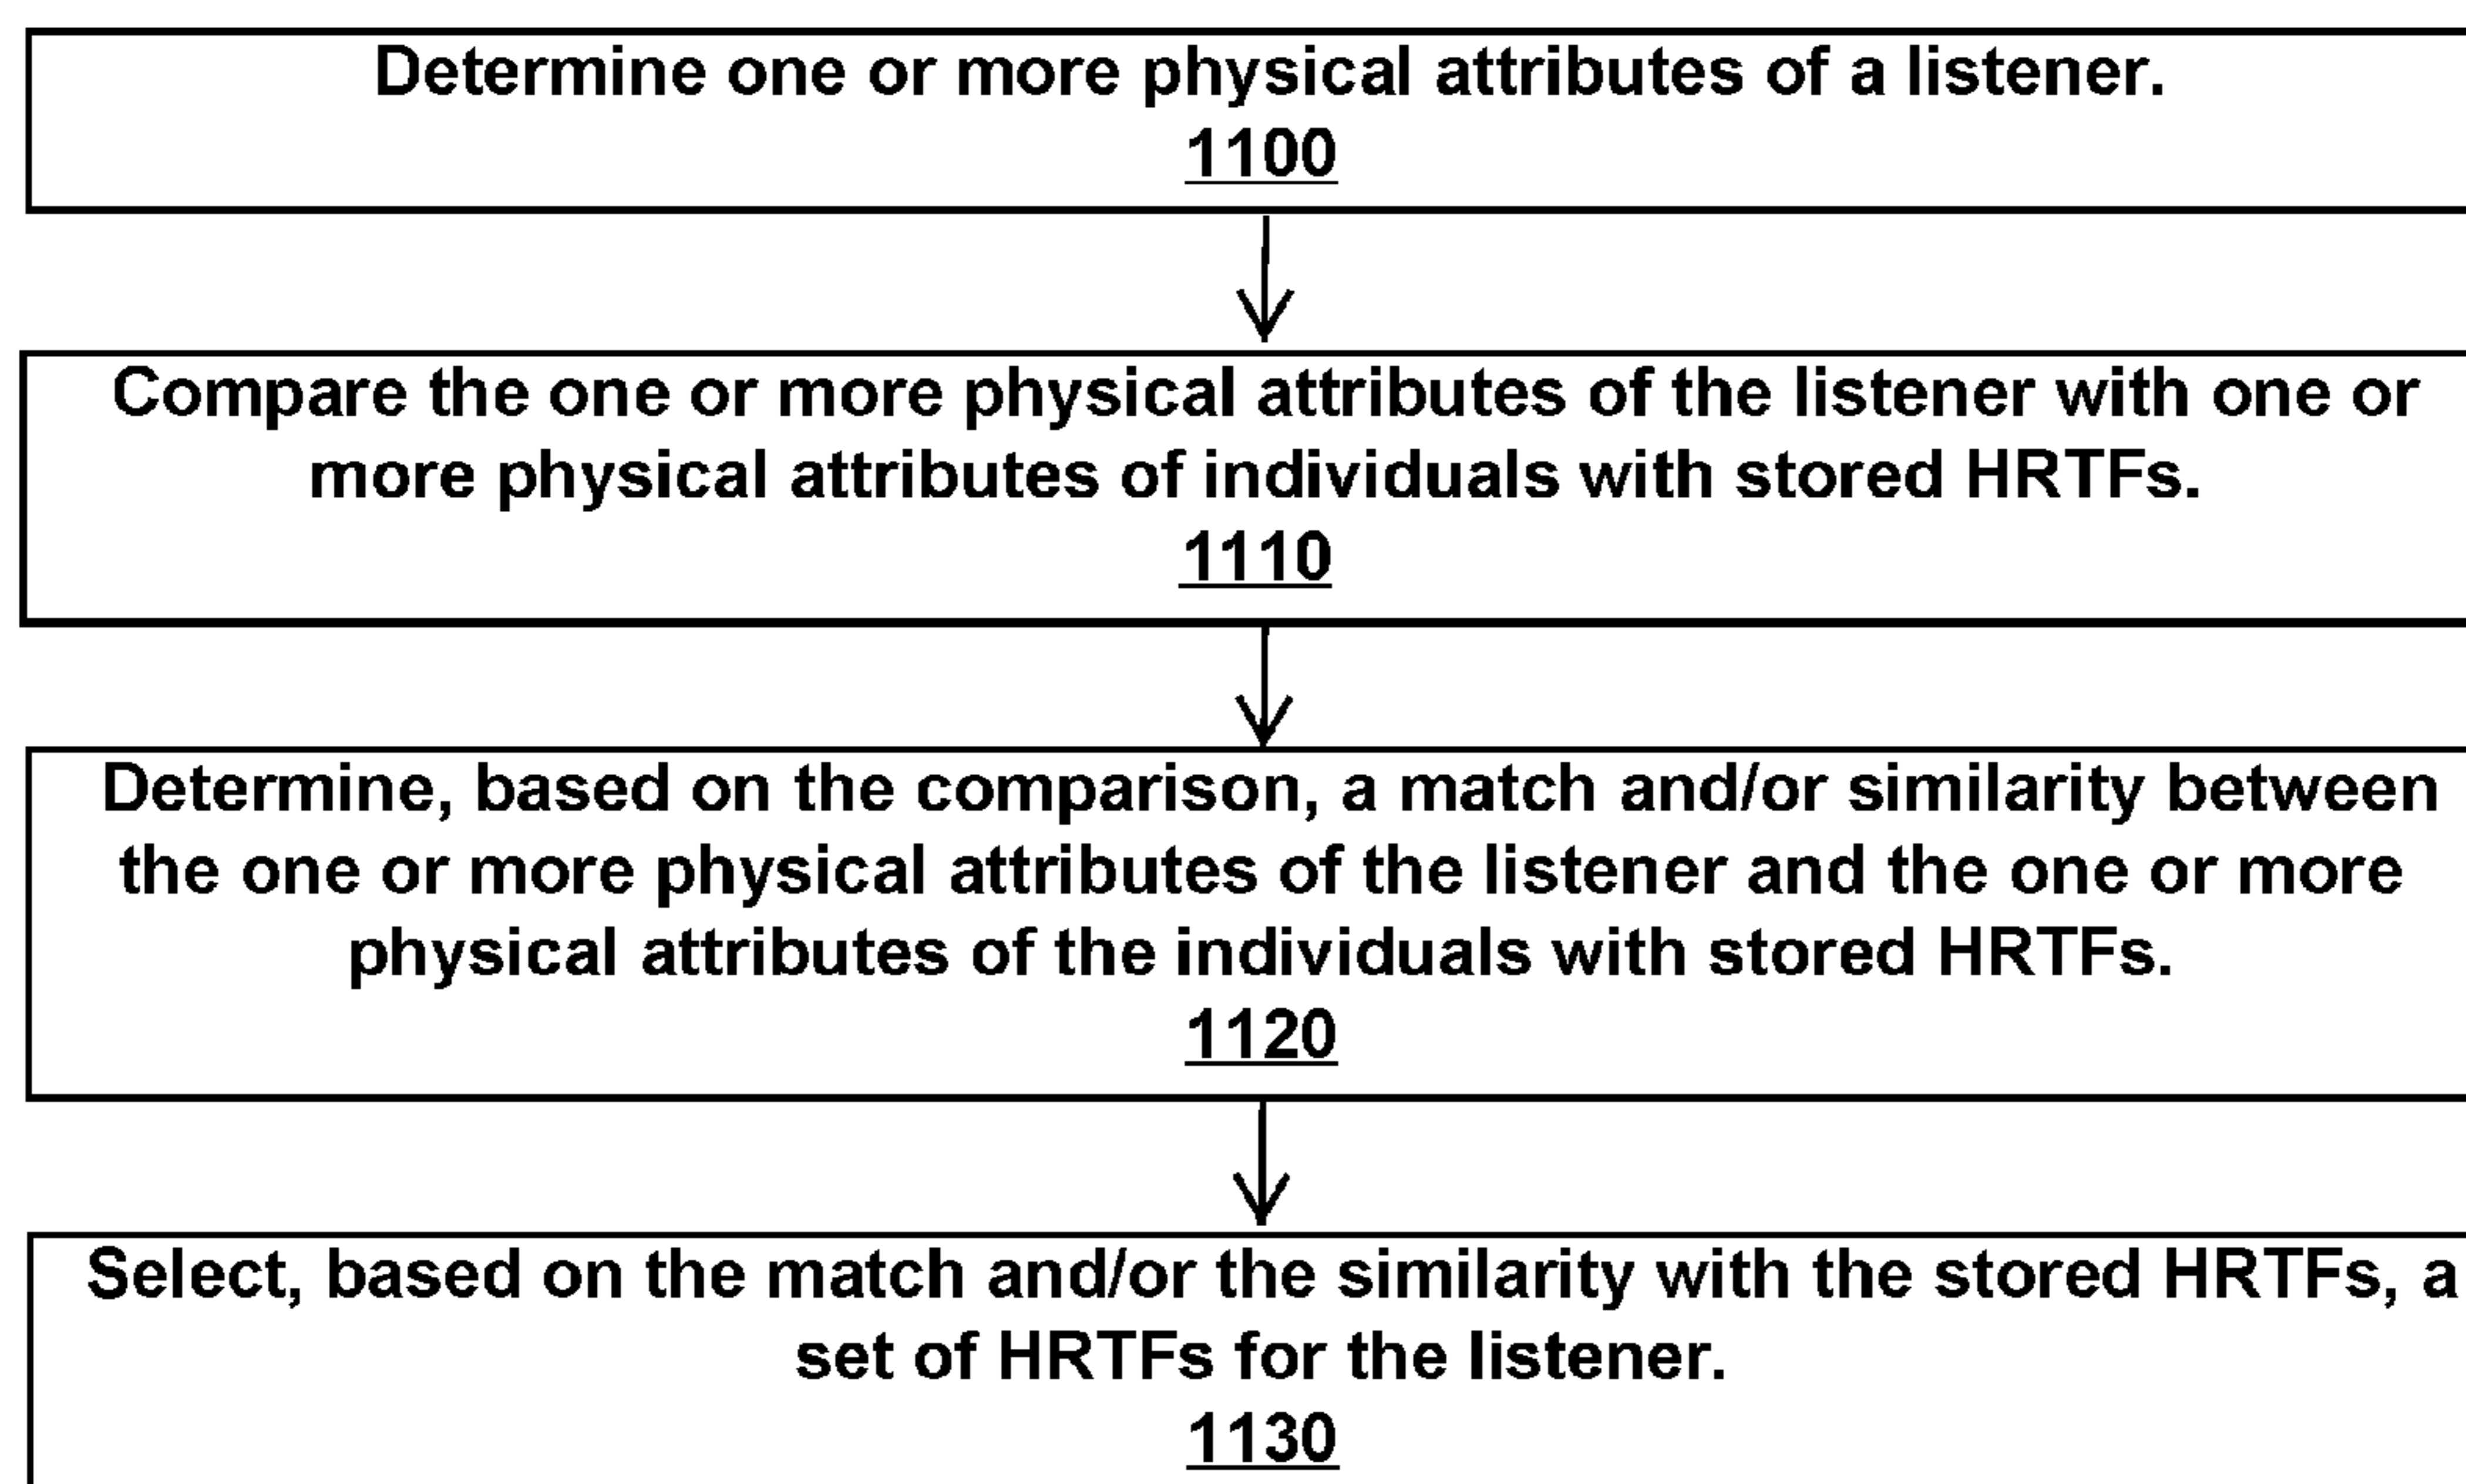 Determine one or more physical attributes of a listener.
1100
Compare the one or more physical attributes of the listener with one or
more physical attributes of individuals with stored HRTFs.
1110
Determine, based on the comparison, a match and/or similarity between
the one or more physical attributes of the listener and the one or more
physical attributes of the individuals with stored HRTFs.
1120
Select, based on the match and/or the similarity with the stored HRTFs, a
set of HRTFs for the listener.
1130